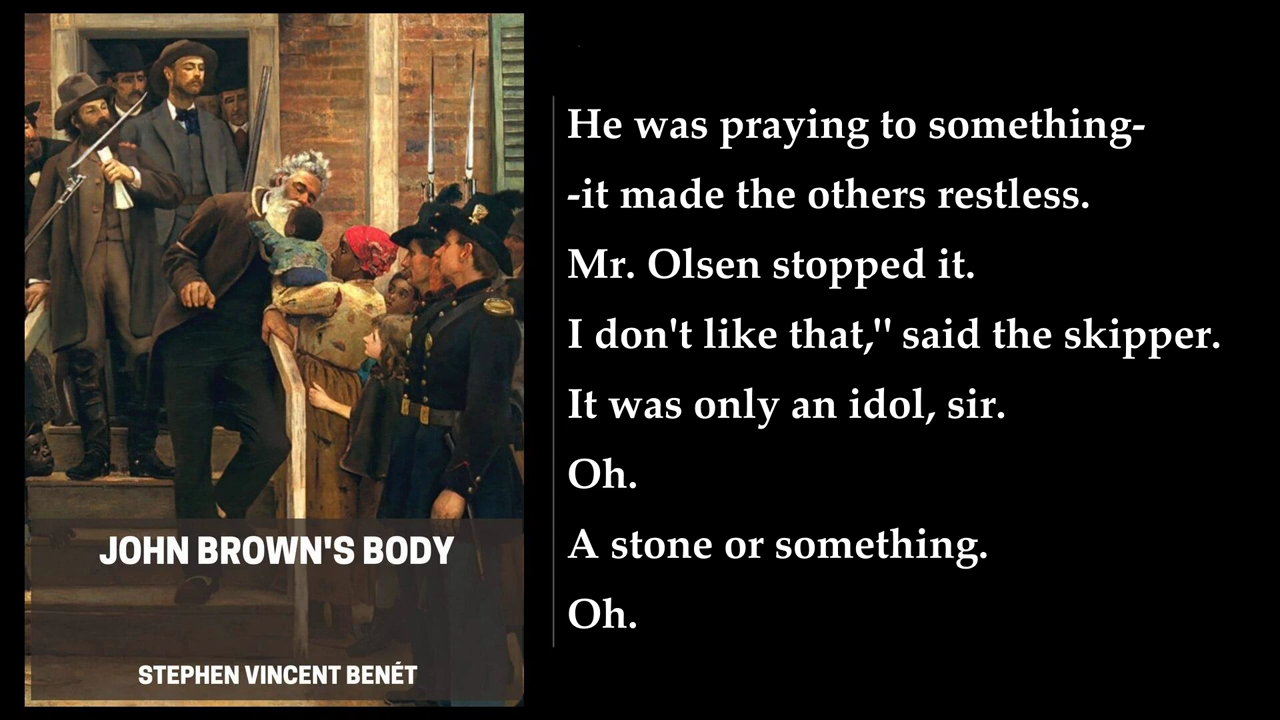 JOHN BROWN'S BODY
STEPHEN VINCENT BENÉT
He was praying to something-
-it made the others restless.
Mr. Olsen stopped it.
I don't like that," said the skipper.
It was only an idol, sir.
Oh.
A stone or something.
Oh.